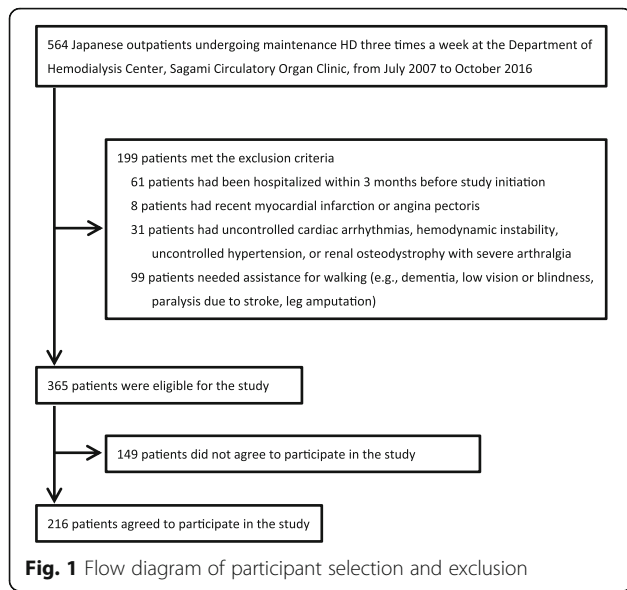 564 Japanese outpatients undergoing maintenance HD three times a week at the Department of
Hemodialysis Center, Sagami Circulatory Organ Clinic, from July 2007 to October 2016
199 patients met the exclusion criteria
61 patients had been hospitalized within 3 months before study initiation
8 patients had recent myocardial infarction or angina pectoris
31 patients had uncontrolled cardiac arrhythmias, hemodynamic instability,
uncontrolled hypertension, or renal osteodystrophy with severe arthralgia
99 patients needed assistance for walking (e.g., dementia, low vision or blindness,
paralysis due to stroke, leg amputation)
365 patients were eligible for the study
149 patients did not agree to participate in the study
216 patients agreed to participate in the study
Fig. 1 Flow diagram of participant selection and exclusion